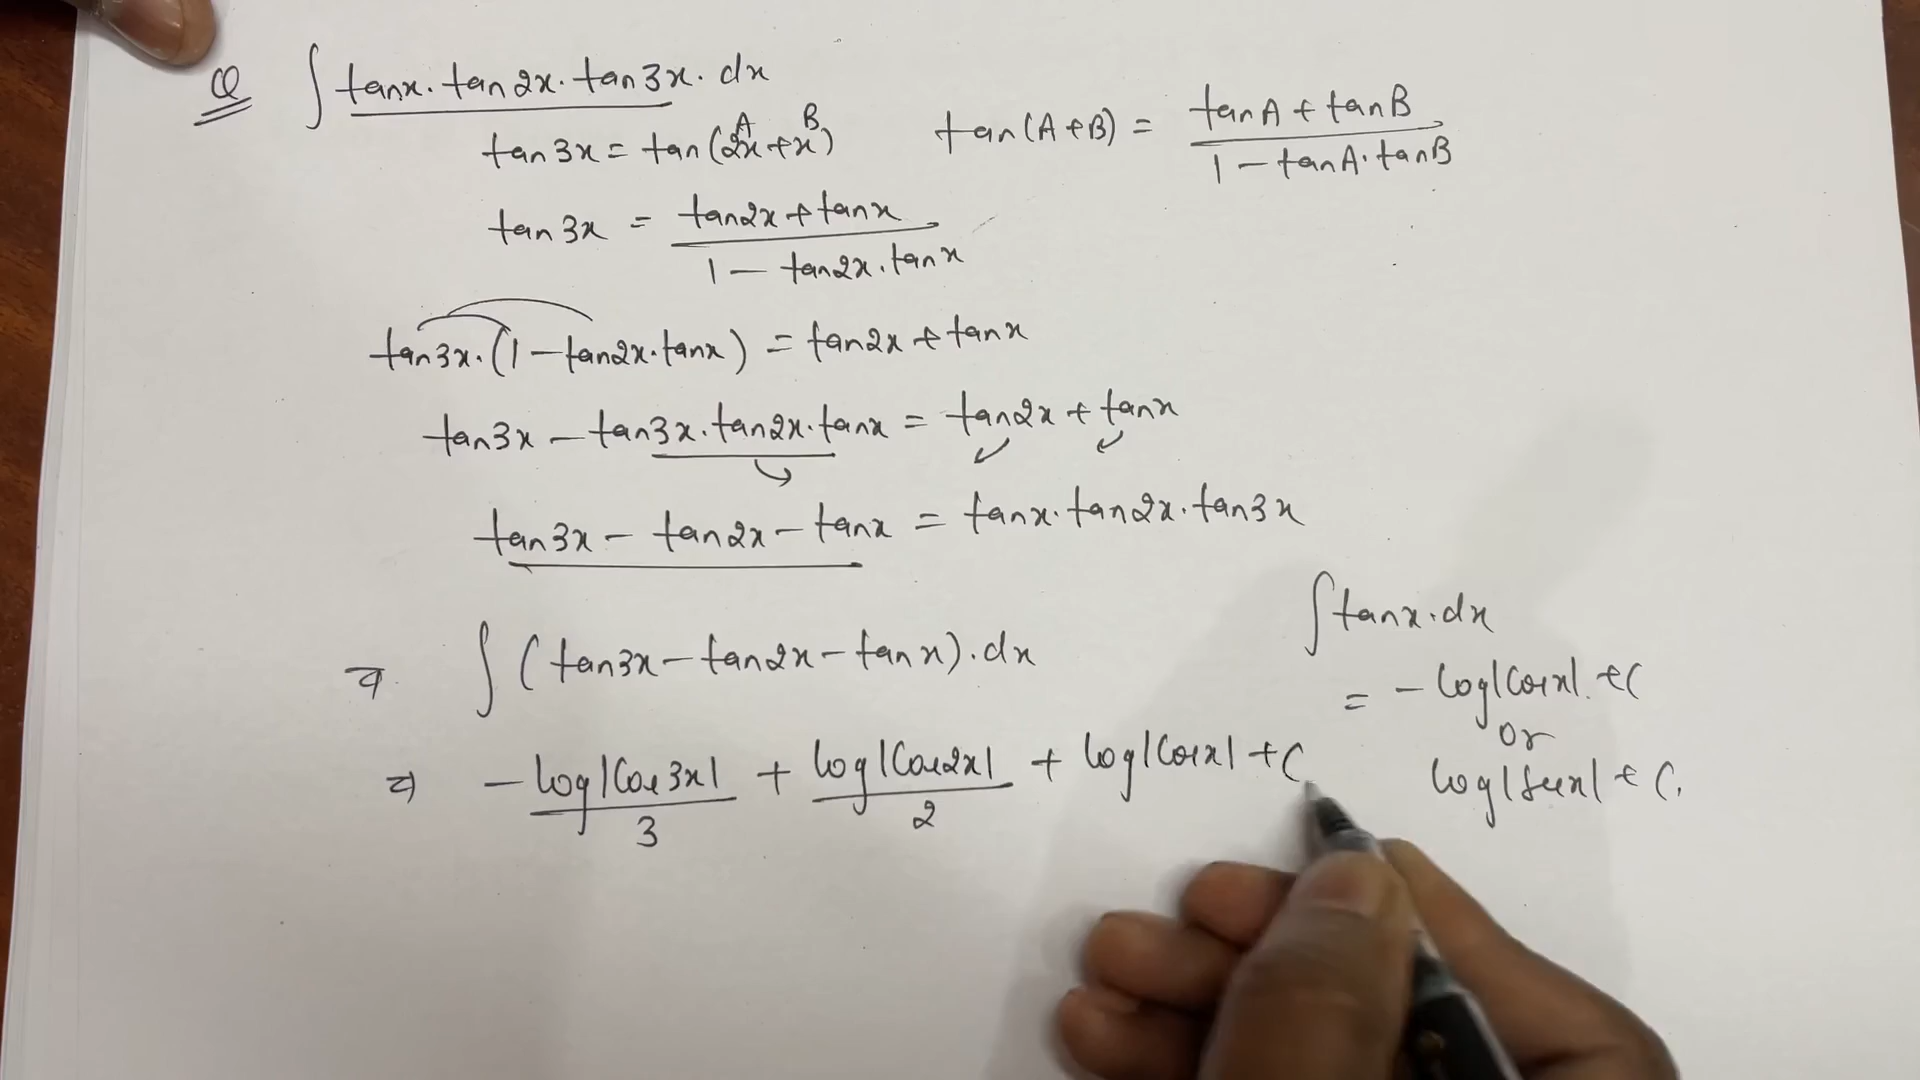 Q ∫ tanx. tan2x. tan3x. dx
tan3x = tan(2x+x)
A B
tan(A+B) = tanA + tanB / 1 - tanA.tanB
tan3x = tan2x + tanx / 1 - tan2x.tanx
tan3x.(1 - tan2x.tanx) = tan2x + tanx
tan3x - tan3x.tan2x.tanx = tan2x + tanx
tan3x - tan2x - tanx = tanx.tan2x.tan3x
⇒ ∫ (tan3x - tan2x - tanx).dx
⇒ -log|Cos3x| / 3 + log|Cos2x| / 2 + log|Cosx| + C
∫ tanx.dx
= - log|Cosx|. + C
or
log|Secx| + C.